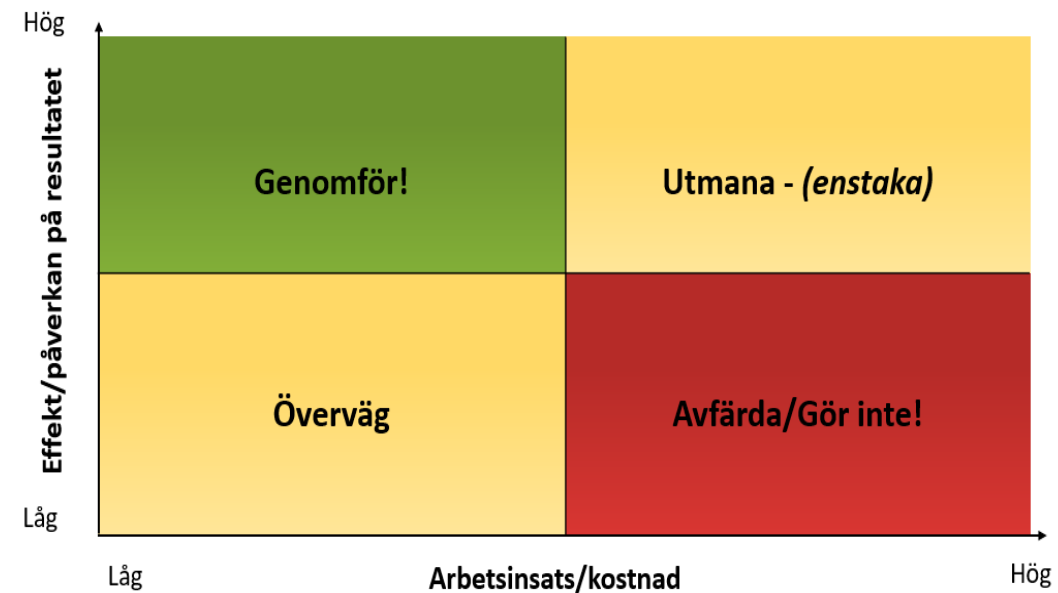 Hög
Effekt/påverkan på resultatet
Genomför!
Utmana - (enstaka)
Överväg
Avfärda/Gör inte!
Låg
Låg
Arbetsinsats/kostnad
Hög